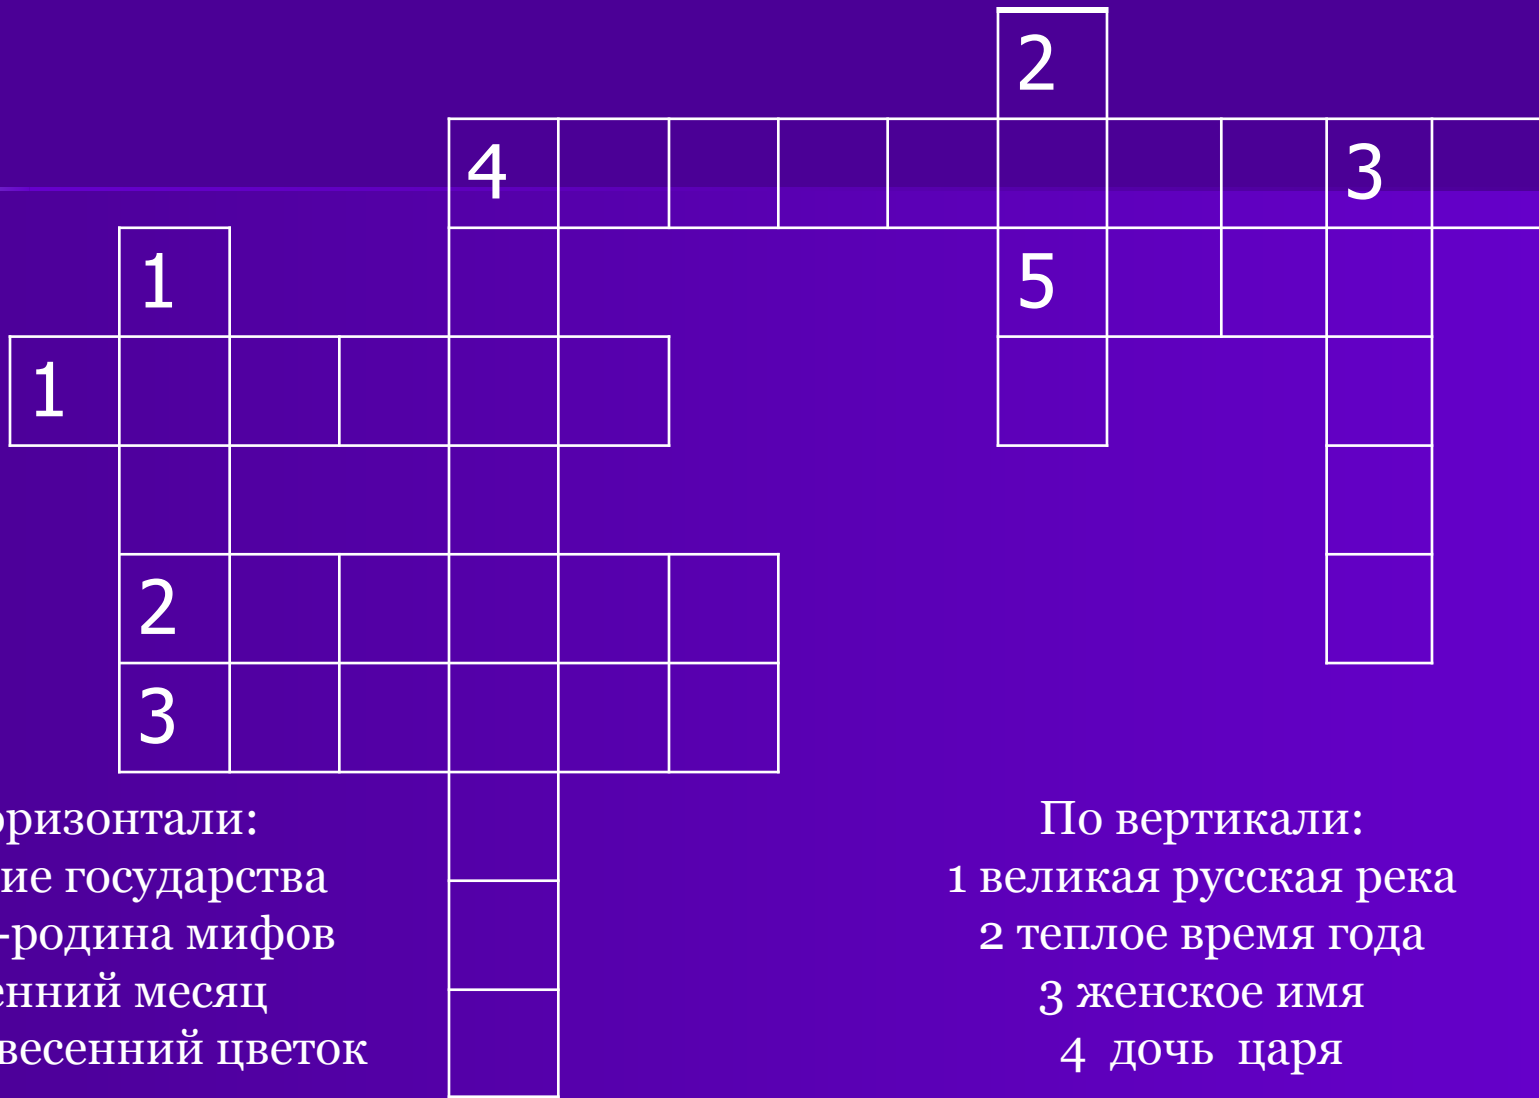 2
4 3
1 5
1
2
3
оризонтали:
ие государства
-родина мифов
енний месяц
весенний цветок
По вертикали:
1 великая русская река
2 теплое время года
3 женское имя
4 дочь царя